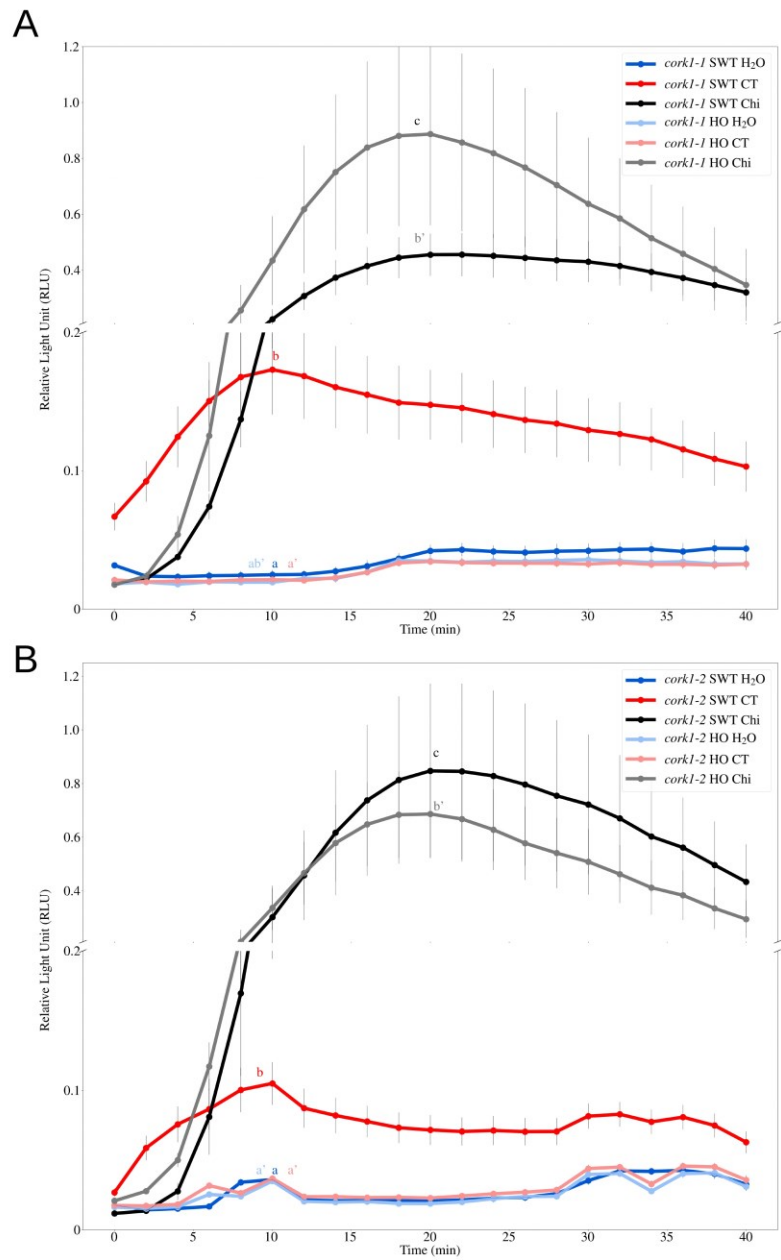 A
1.2
1.0
0.8
0.6
0.4
0.2
0.1
0
Relative Light Unit (RLU)
cork1-1 SWT H₂O
cork1-1 SWT CT
cork1-1 SWT Chi
cork1-1 HO H₂O
cork1-1 HO CT
cork1-1 HO Chi
c
b'
b
ab' a a'
0 5 10 15 20 25 30 35 40
Time (min)
B
1.2
1.0
0.8
0.6
0.4
0.2
0.1
0
Relative Light Unit (RLU)
cork1-2 SWT H₂O
cork1-2 SWT CT
cork1-2 SWT Chi
cork1-2 HO H₂O
cork1-2 HO CT
cork1-2 HO Chi
c
b'
b
a' a a'
0 5 10 15 20 25 30 35 40
Time (min)